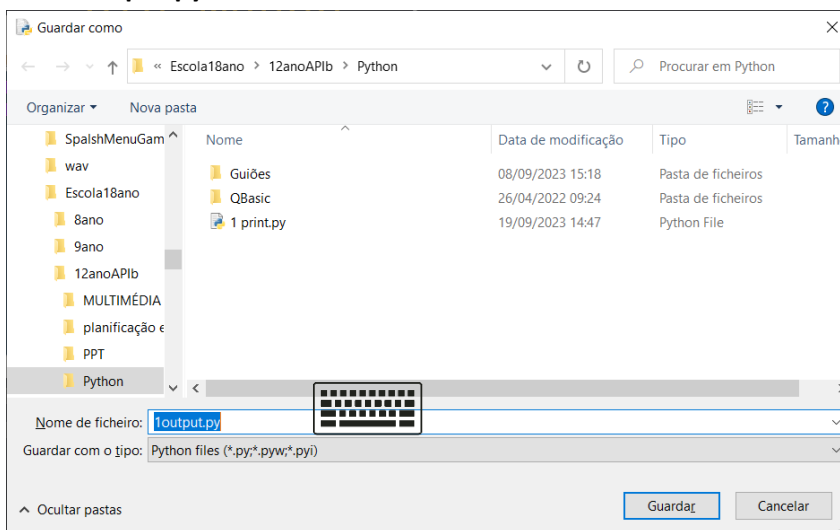 Guardar como
« Escola18ano > 12anoAPIb > Python
Procurar em Python
Organizar Nova pasta
SpalshMenuGam
wav
Escola18ano
8ano
9ano
12anoAPIb
MULTIMÉDIA
planificação e
PPT
Python
Nome Data de modificação Tipo Tamanh
Guiões 08/09/2023 15:18 Pasta de ficheiros
QBasic 26/04/2022 09:24 Pasta de ficheiros
1 print.py 19/09/2023 14:47 Python File
Nome de ficheiro: 1output.py
Guardar com o tipo: Python files (*.py;*.pyw;*.pyi)
Ocultar pastas
Guardar Cancelar